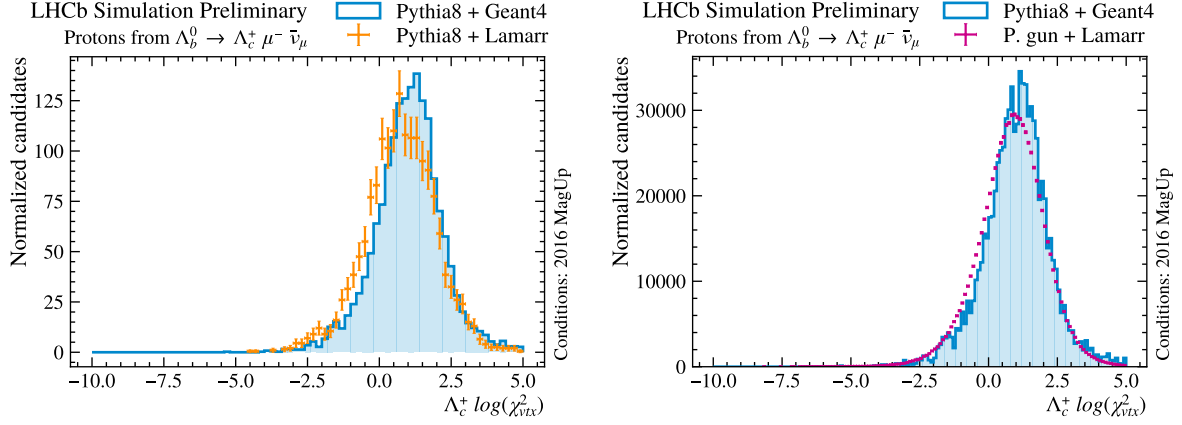 LHCb Simulation Preliminary
Pythia8 + Geant4
Protons from Λ_b^0 → Λ_c^+ μ^- ν̄_μ
Pythia8 + Lamarr
Normalized candidates
125
100
75
50
25
0
−10.0 −7.5 −5.0 −2.5 0.0 2.5 5.0
Λ_c^+ log(χ_vtx^2)
Conditions: 2016 MagUp
LHCb Simulation Preliminary
Pythia8 + Geant4
Protons from Λ_b^0 → Λ_c^+ μ^- ν̄_μ
P. gun + Lamarr
Normalized candidates
30000
20000
10000
0
−10.0 −7.5 −5.0 −2.5 0.0 2.5 5.0
Λ_c^+ log(χ_vtx^2)
Conditions: 2016 MagUp